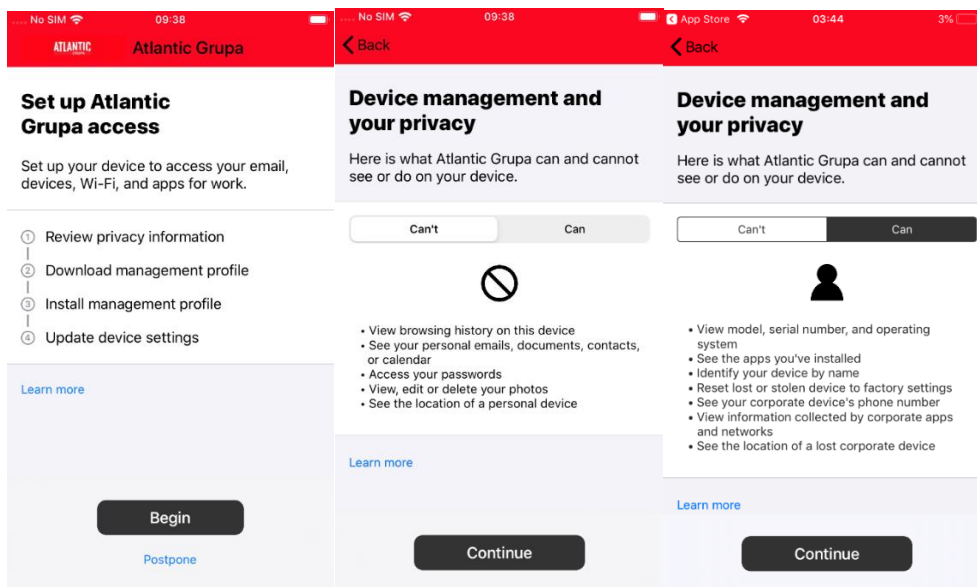 .... No SIM 09:38
ATLANTIC
GRUPA
Atlantic Grupa
Set up Atlantic
Grupa access
Set up your device to access your email,
devices, Wi-Fi, and apps for work.
1 Review privacy information
2 Download management profile
3 Install management profile
4 Update device settings
Learn more
Begin
Postpone
.... No SIM 09:38
Back
Device management and
your privacy
Here is what Atlantic Grupa can and cannot
see or do on your device.
Can't Can
• View browsing history on this device
• See your personal emails, documents, contacts,
or calendar
• Access your passwords
• View, edit or delete your photos
• See the location of a personal device
Learn more
Continue
App Store 03:44 3%
Back
Device management and
your privacy
Here is what Atlantic Grupa can and cannot
see or do on your device.
Can't Can
• View model, serial number, and operating
system
• See the apps you've installed
• Identify your device by name
• Reset lost or stolen device to factory settings
• See your corporate device's phone number
• View information collected by corporate apps
and networks
• See the location of a lost corporate device
Learn more
Continue